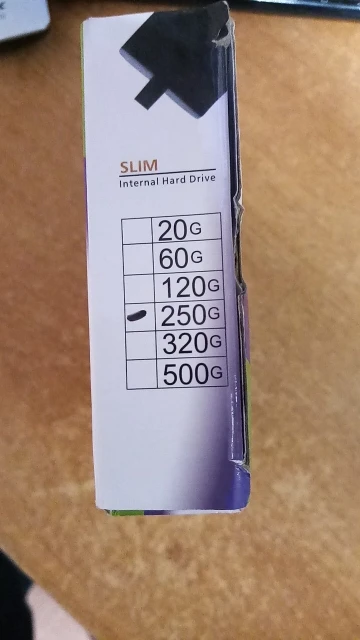 SLIM
Internal Hard Drive
20G
60G
120G
250G
320G
500G